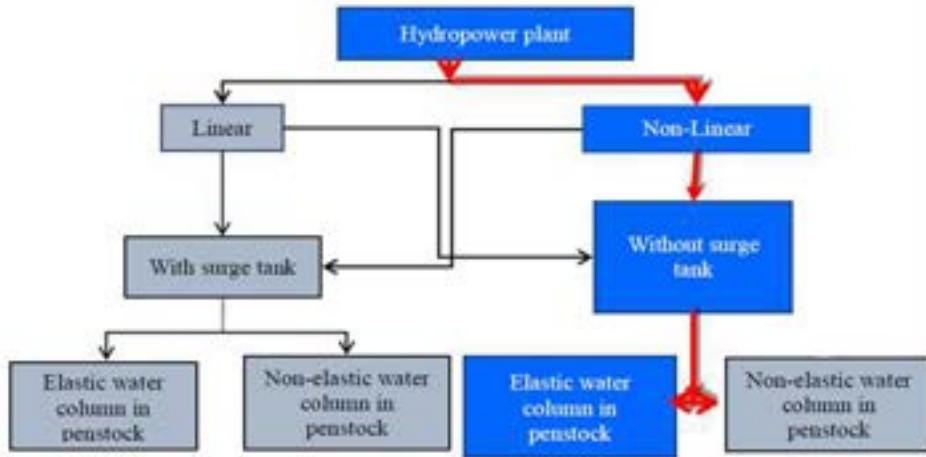 Hydropower plant
Linear
Non-Linear
With surge tank
Without surge
tank
Elastic water
column in
penstock
Non-elastic water
column in
penstock
Elastic water
column in
penstock
Non-elastic water
column in
penstock